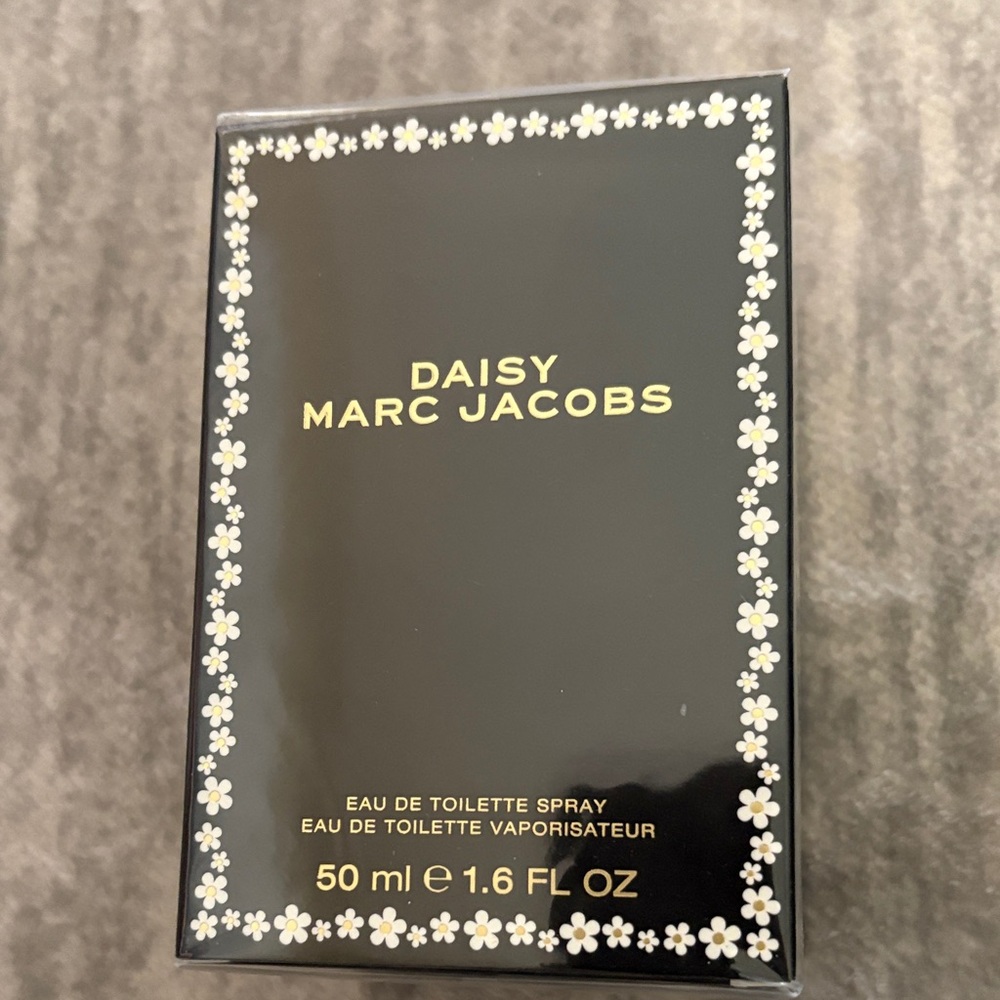 DAISY
MARC JACOBS
EAU DE TOILETTE SPRAY
EAU DE TOILETTE VAPORISATEUR
50 ml ℮ 1.6 FL OZ